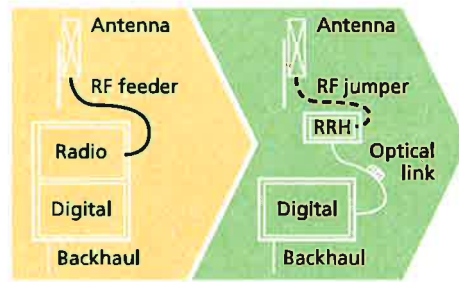 Antenna
RF feeder
Radio
Digital
Backhaul
Antenna
RF jumper
RRH
Optical
link
Digital
Backhaul